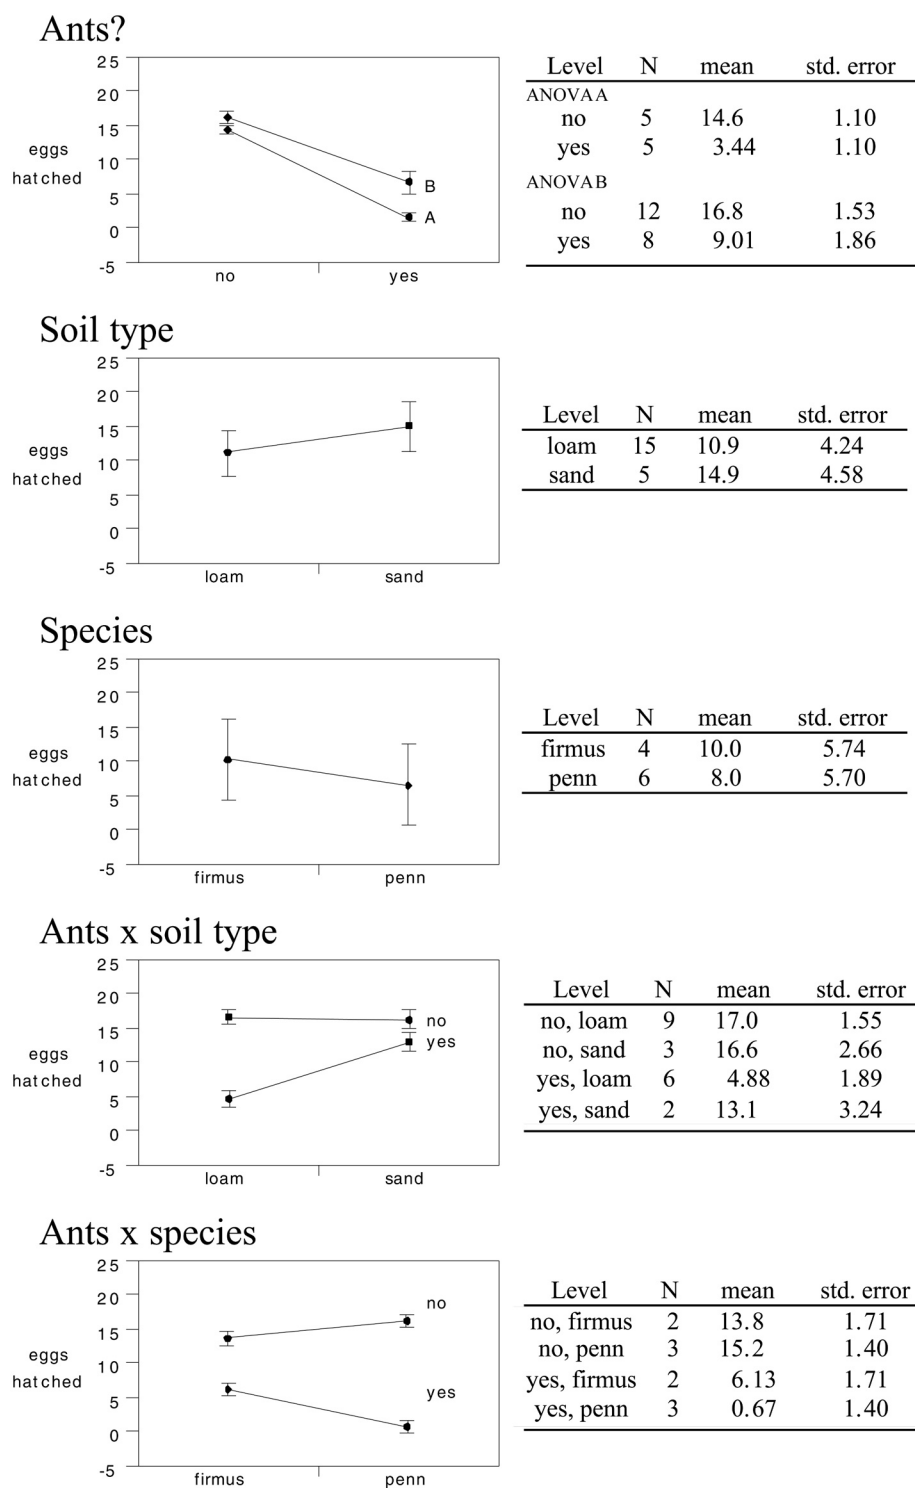 Ants?
25
20
15
10
5
0
-5
eggs
hatched
B
A
no yes
Level N mean std. error
ANOVAA
no 5 14.6 1.10
yes 5 3.44 1.10
ANOVAB
no 12 16.8 1.53
yes 8 9.01 1.86
Soil type
25
20
15
10
5
0
-5
eggs
hatched
loam sand
Level N mean std. error
loam 15 10.9 4.24
sand 5 14.9 4.58
Species
25
20
15
10
5
0
-5
eggs
hatched
firmus penn
Level N mean std. error
firmus 4 10.0 5.74
penn 6 8.0 5.70
Ants x soil type
25
20
15
10
5
0
-5
eggs
hatched
no
yes
loam sand
Level N mean std. error
no, loam 9 17.0 1.55
no, sand 3 16.6 2.66
yes, loam 6 4.88 1.89
yes, sand 2 13.1 3.24
Ants x species
25
20
15
10
5
0
-5
eggs
hatched
no
yes
firmus penn
Level N mean std. error
no, firmus 2 13.8 1.71
no, penn 3 15.2 1.40
yes, firmus 2 6.13 1.71
yes, penn 3 0.67 1.40